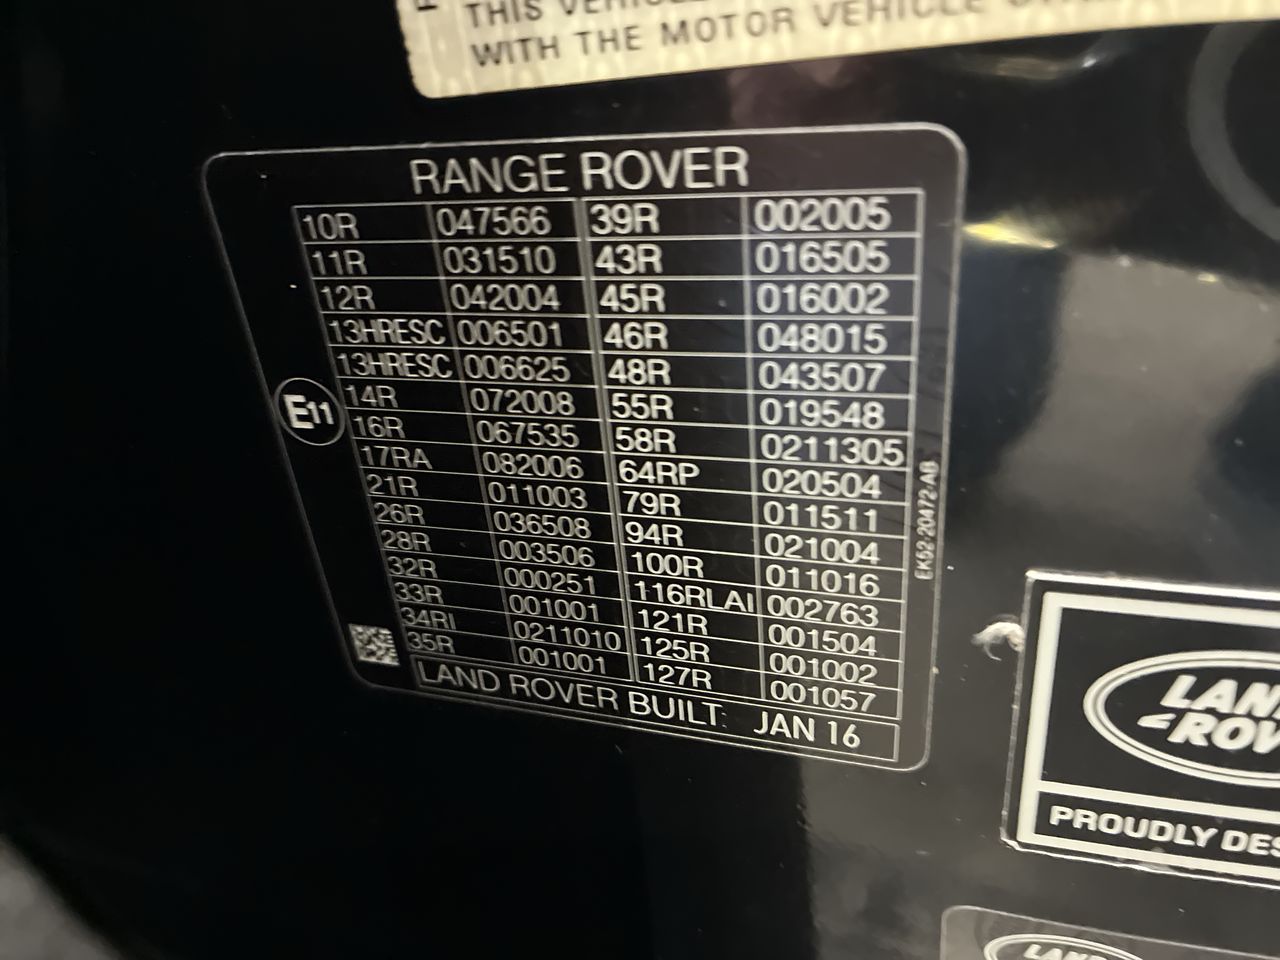 THIS
WITH THE MOTOR VEHICLE
RANGE ROVER
10R 047566 39R 002005
11R 031510 43R 016505
12R 042004 45R 016002
13HRESC 006501 46R 048015
13HRESC 006625 48R 043507
14R 072008 55R 019548
16R 067535 58R 0211305
17RA 082006 64RP 020504
21R 011003 79R 011511
26R 036508 94R 021004
28R 003506 100R 011016
32R 000251 116RLAI 002763
33R 001001 121R 001504
34RI 0211010 125R 001002
35R 001001 127R 001057
LAND ROVER BUILT: JAN 16
E11
EK52-20472-AB
LAN
ROV
PROUDLY DES
LAND